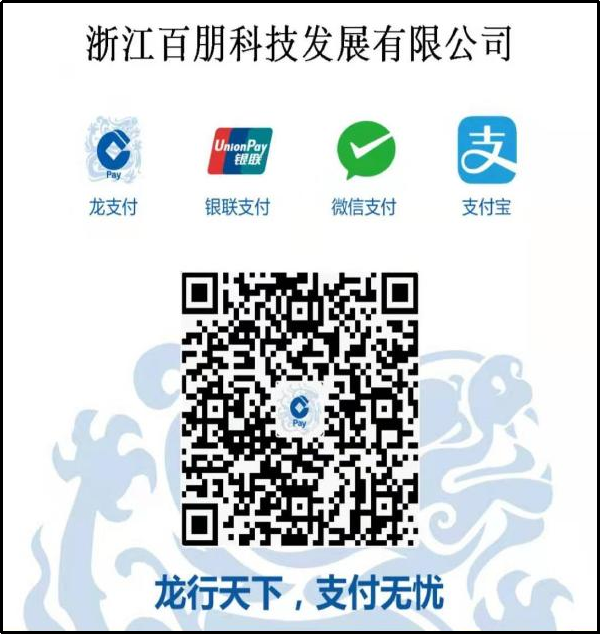 浙江百朋科技发展有限公司
Pay
UnionPay
银联
支
龙支付 银联支付 微信支付 支付宝
Pay
龙行天下，支付无忧